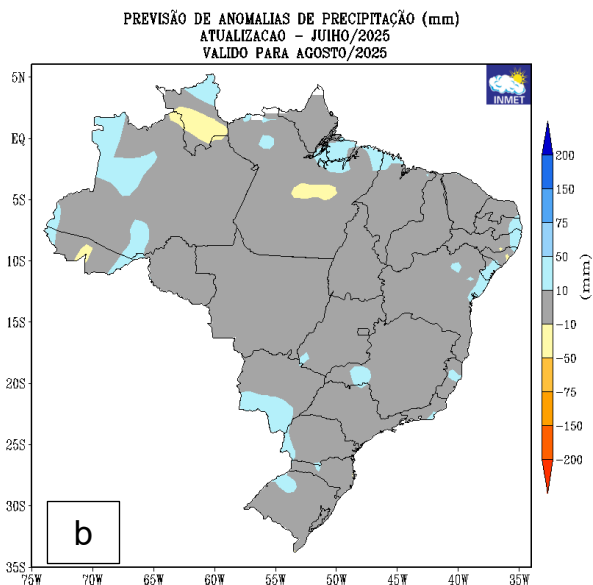 PREVISÃO DE ANOMALIAS DE PRECIPITAÇÃO (mm)
ATUALIZACAO - JUlHO/2025
VALIDO PARA AGOSTO/2025
INMET
5N
EQ
5S
10S
15S
20S
25S
30S
35S
75W 70W 65W 60W 55W 50W 45W 40W 35W
200
150
75
50
10
-10
-50
-75
-150
-200
(mm)
b